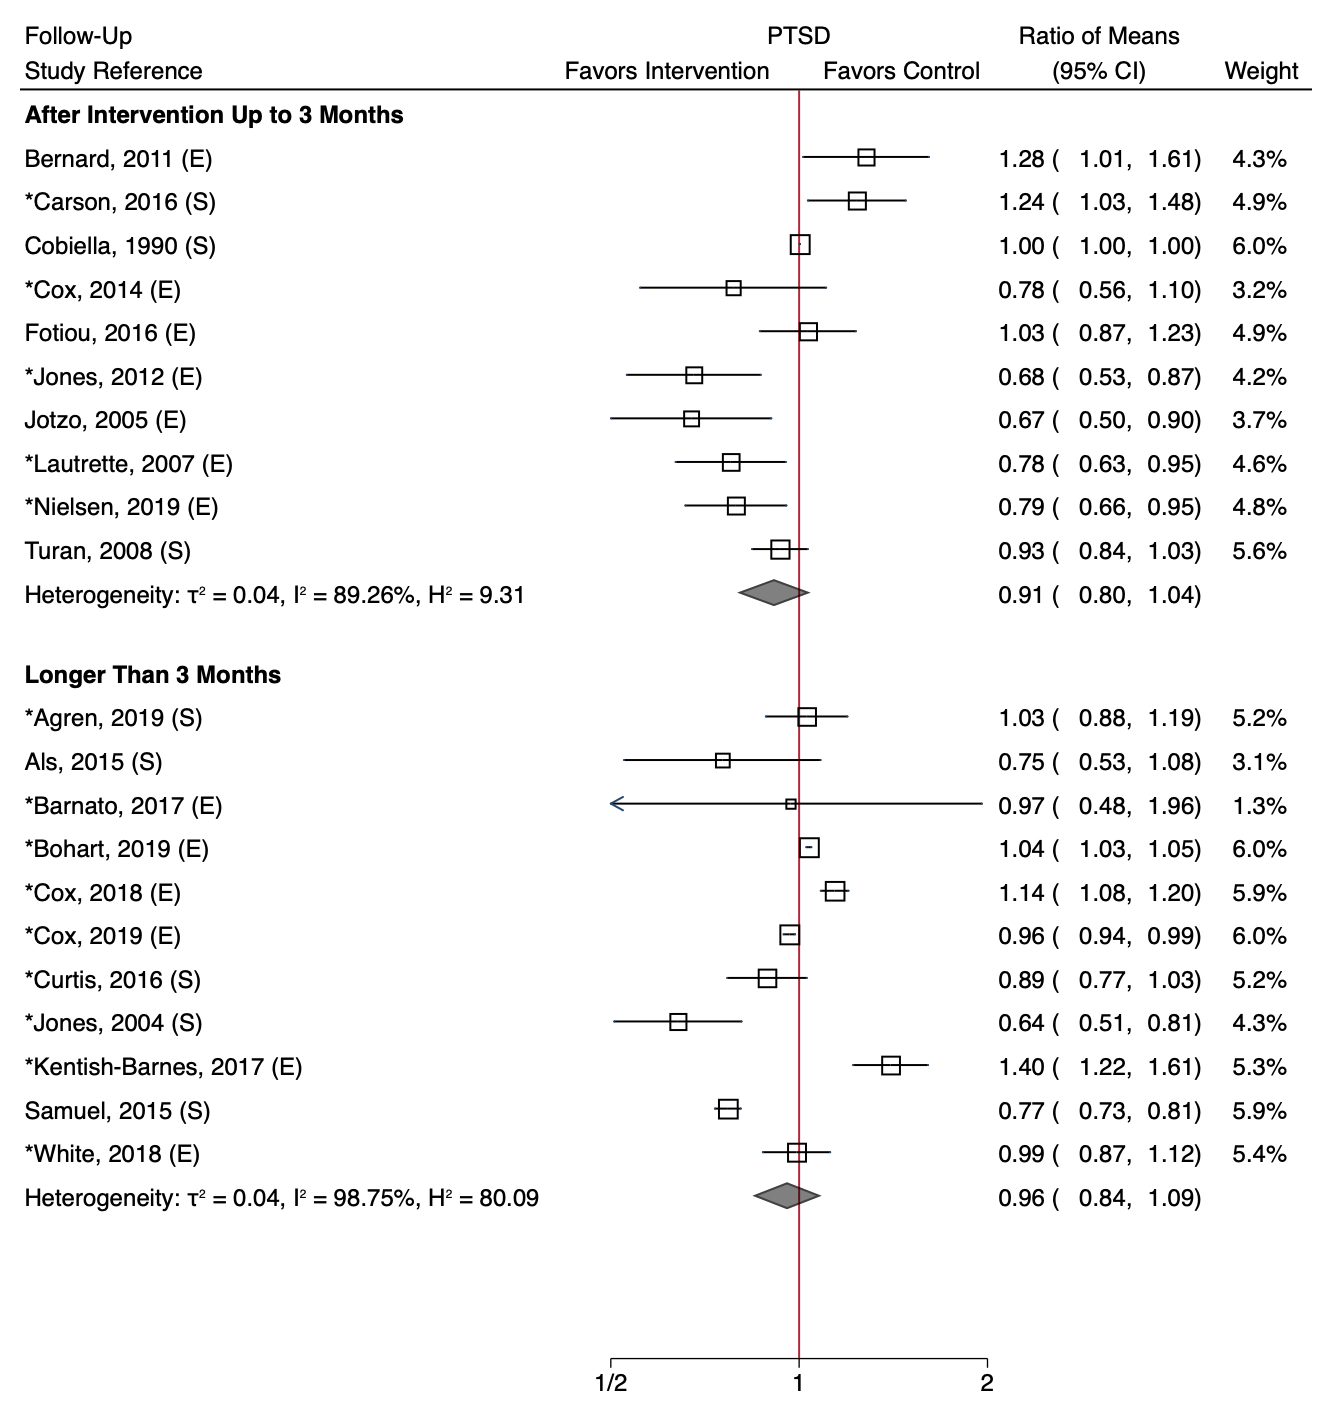 Follow-Up PTSD Ratio of Means
Study Reference Favors Intervention Favors Control (95% CI) Weight
After Intervention Up to 3 Months
Bernard, 2011 (E) 1.28 ( 1.01, 1.61) 4.3%
*Carson, 2016 (S) 1.24 ( 1.03, 1.48) 4.9%
Cobiella, 1990 (S) 1.00 ( 1.00, 1.00) 6.0%
*Cox, 2014 (E) 0.78 ( 0.56, 1.10) 3.2%
Fotiou, 2016 (E) 1.03 ( 0.87, 1.23) 4.9%
*Jones, 2012 (E) 0.68 ( 0.53, 0.87) 4.2%
Jotzo, 2005 (E) 0.67 ( 0.50, 0.90) 3.7%
*Lautrette, 2007 (E) 0.78 ( 0.63, 0.95) 4.6%
*Nielsen, 2019 (E) 0.79 ( 0.66, 0.95) 4.8%
Turan, 2008 (S) 0.93 ( 0.84, 1.03) 5.6%
Heterogeneity: τ² = 0.04, I² = 89.26%, H² = 9.31 0.91 ( 0.80, 1.04)
Longer Than 3 Months
*Agren, 2019 (S) 1.03 ( 0.88, 1.19) 5.2%
Als, 2015 (S) 0.75 ( 0.53, 1.08) 3.1%
*Barnato, 2017 (E) 0.97 ( 0.48, 1.96) 1.3%
*Bohart, 2019 (E) 1.04 ( 1.03, 1.05) 6.0%
*Cox, 2018 (E) 1.14 ( 1.08, 1.20) 5.9%
*Cox, 2019 (E) 0.96 ( 0.94, 0.99) 6.0%
*Curtis, 2016 (S) 0.89 ( 0.77, 1.03) 5.2%
*Jones, 2004 (S) 0.64 ( 0.51, 0.81) 4.3%
*Kentish-Barnes, 2017 (E) 1.40 ( 1.22, 1.61) 5.3%
Samuel, 2015 (S) 0.77 ( 0.73, 0.81) 5.9%
*White, 2018 (E) 0.99 ( 0.87, 1.12) 5.4%
Heterogeneity: τ² = 0.04, I² = 98.75%, H² = 80.09 0.96 ( 0.84, 1.09)
1/2 1 2